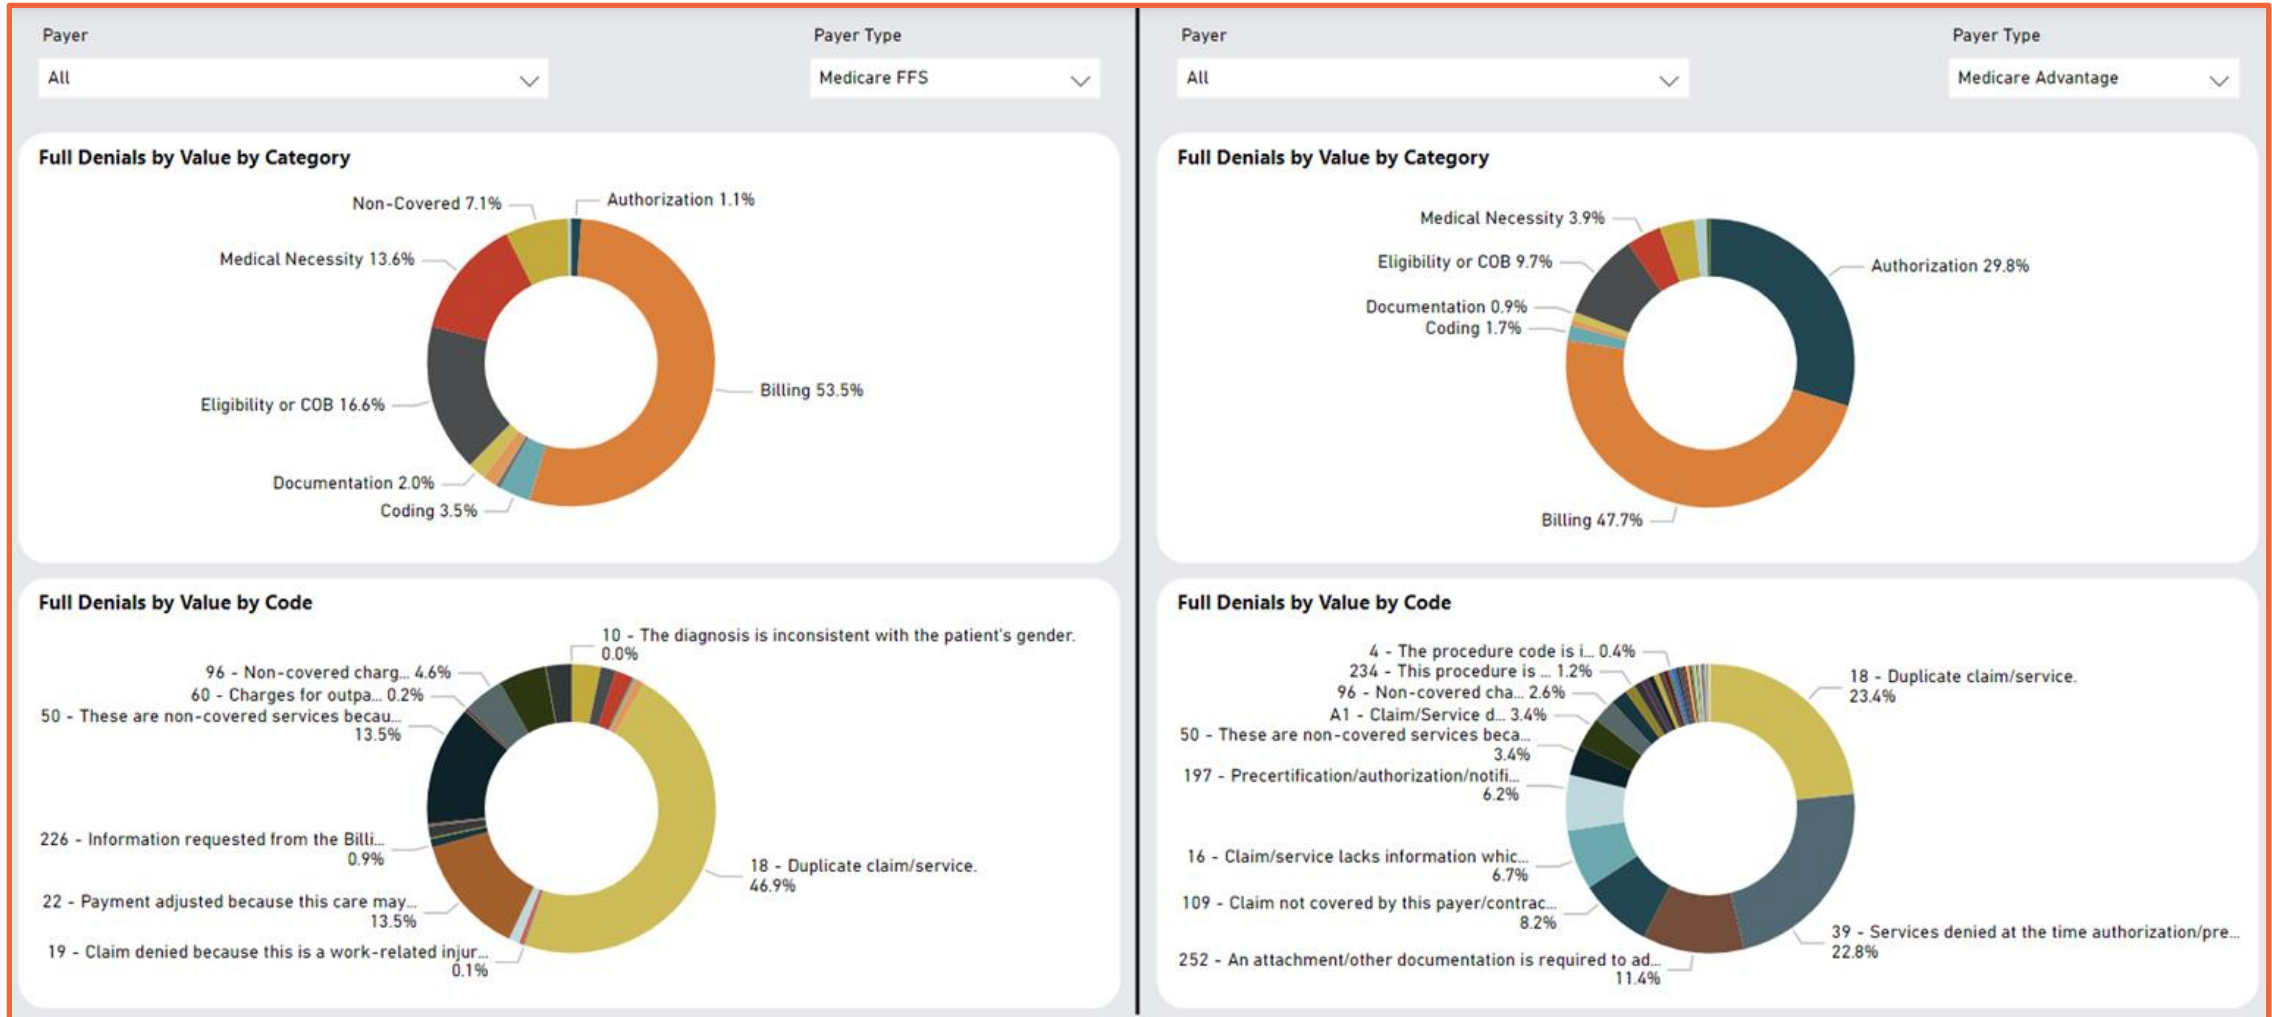 Payer
Payer Type
All
Medicare FFS
Full Denials by Value by Category
Non-Covered 7.1%
Authorization 1.1%
Medical Necessity 13.6%
Billing 53.5%
Eligibility or COB 16.6%
Documentation 2.0%
Coding 3.5%
Full Denials by Value by Code
10 - The diagnosis is inconsistent with the patient's gender.
0.0%
96 - Non-covered charg... 4.6%
60 - Charges for outpa... 0.2%
50 - These are non-covered services becau...
13.5%
226 - Information requested from the Billi...
0.9%
18 - Duplicate claim/service.
46.9%
22 - Payment adjusted because this care may...
13.5%
19 - Claim denied because this is a work-related injur...
0.1%
Payer
Payer Type
All
Medicare Advantage
Full Denials by Value by Category
Medical Necessity 3.9%
Eligibility or COB 9.7%
Authorization 29.8%
Documentation 0.9%
Coding 1.7%
Billing 47.7%
Full Denials by Value by Code
4 - The procedure code is i... 0.4%
234 - This procedure is ... 1.2%
18 - Duplicate claim/service.
23.4%
96 - Non-covered cha... 2.6%
A1 - Claim/Service d... 3.4%
50 - These are non-covered services beca...
3.4%
197 - Precertification/authorization/notifi...
6.2%
16 - Claim/service lacks information whic...
6.7%
109 - Claim not covered by this payer/contrac...
8.2%
39 - Services denied at the time authorization/pre...
22.8%
252 - An attachment/other documentation is required to ad...
11.4%